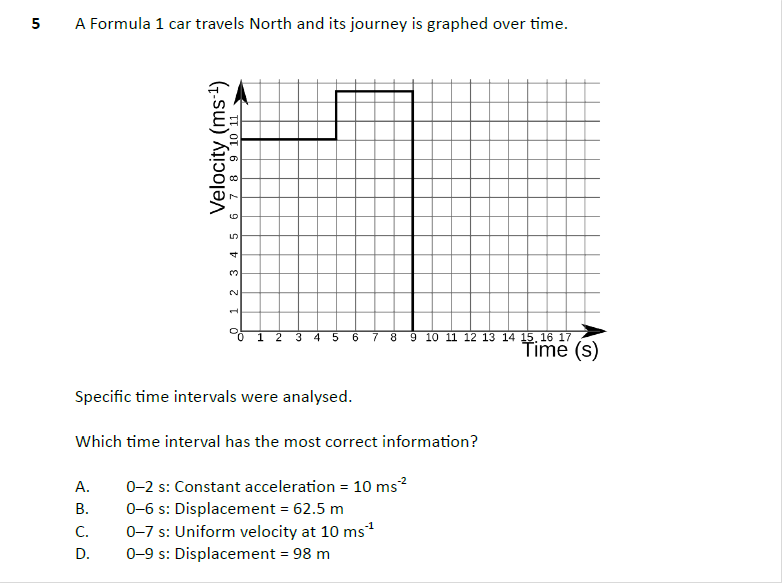 5 A Formula 1 car travels North and its journey is graphed over time.
Velocity (ms⁻¹)
0 1 2 3 4 5 6 7 8 9 10 11
0 1 2 3 4 5 6 7 8 9 10 11 12 13 14 15 16 17
Time (s)
Specific time intervals were analysed.
Which time interval has the most correct information?
A. 0–2 s: Constant acceleration = 10 ms⁻²
B. 0–6 s: Displacement = 62.5 m
C. 0–7 s: Uniform velocity at 10 ms⁻¹
D. 0–9 s: Displacement = 98 m